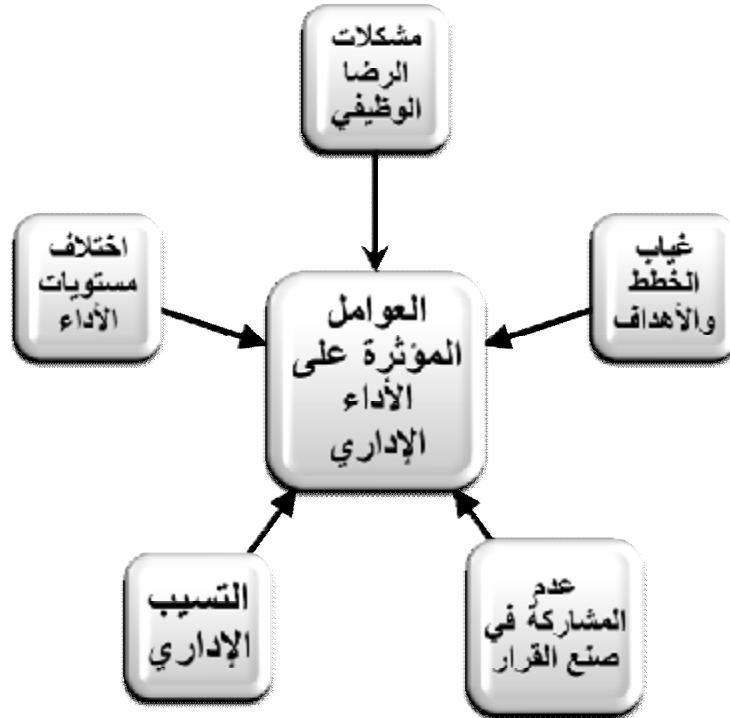 مشكلات
الرضا
الوظيفي
غياب
الخطط
والأهداف
اختلاف
مستويات
الأداء
العوامل
المؤثرة على
الأداء
الإداري
عدم
المشاركة في
صنع القرار
التسيب
الإداري